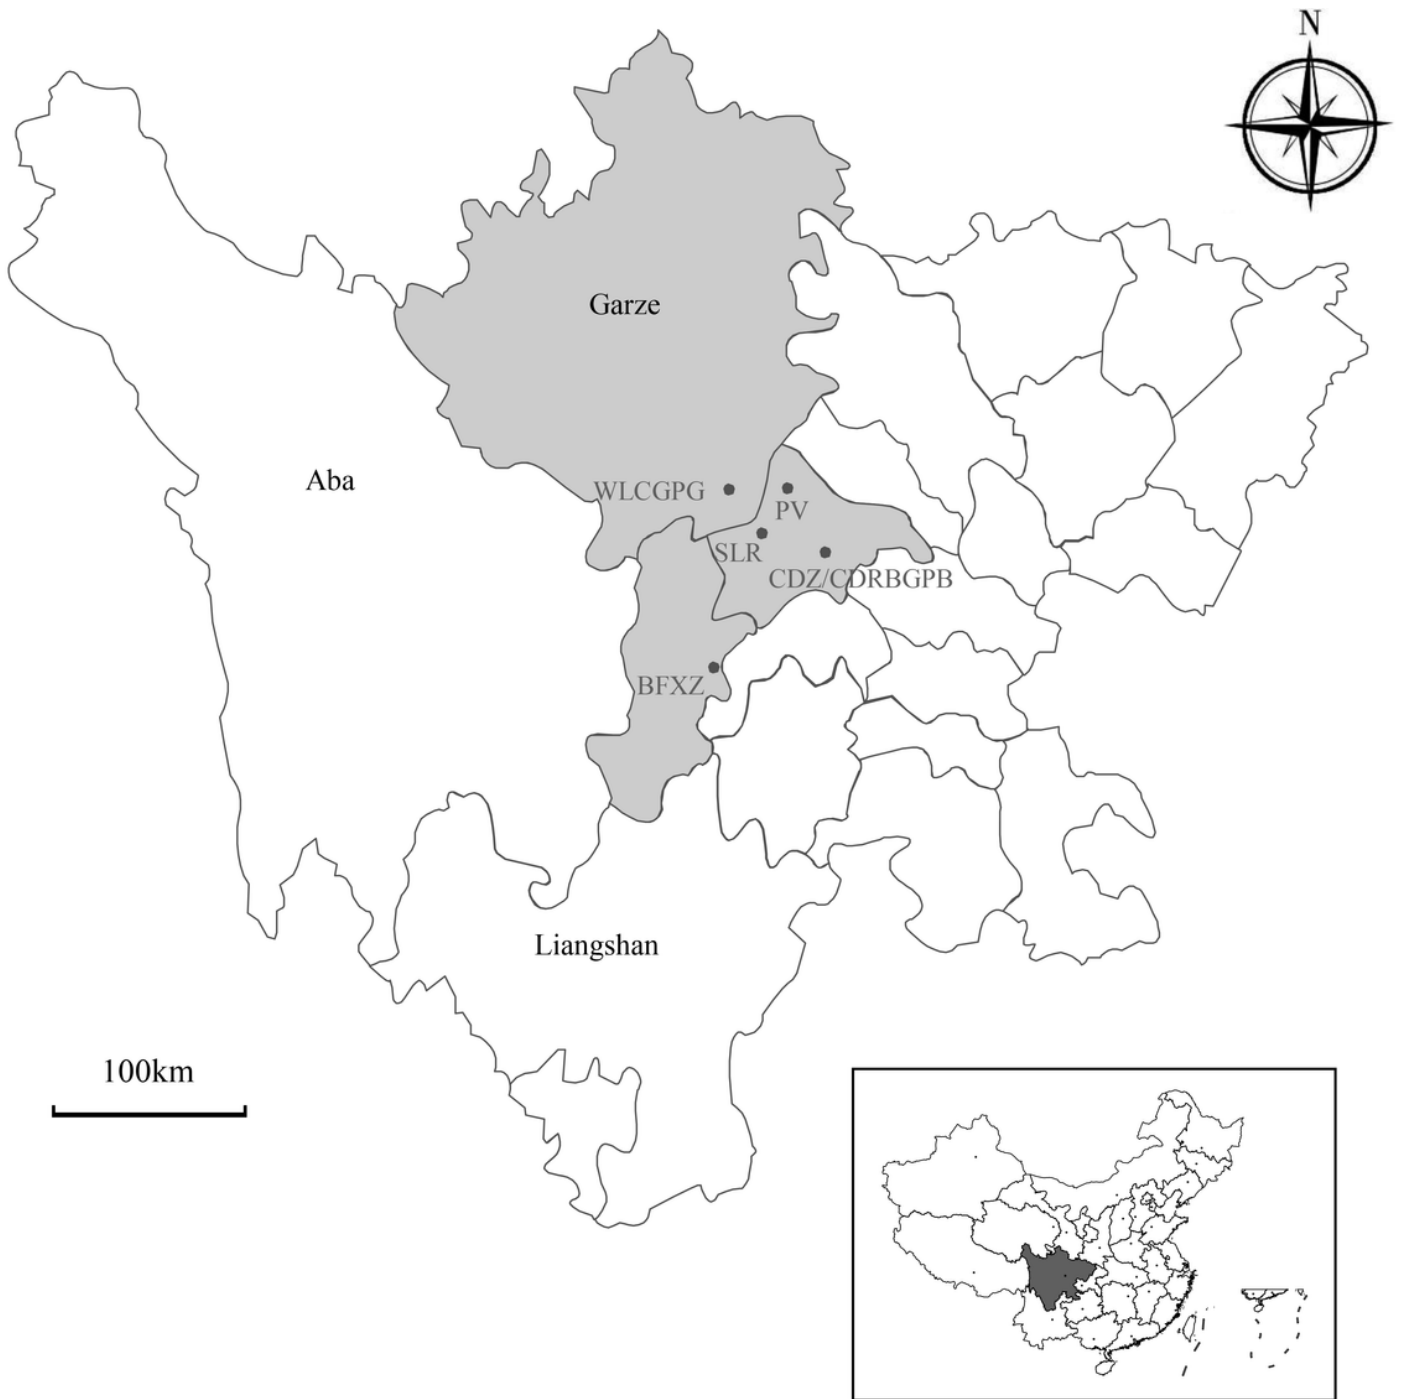 N
Garze
Aba
WLCGPG
PV
SLR
CDZ/CDRBGPB
BFXZ
Liangshan
100km